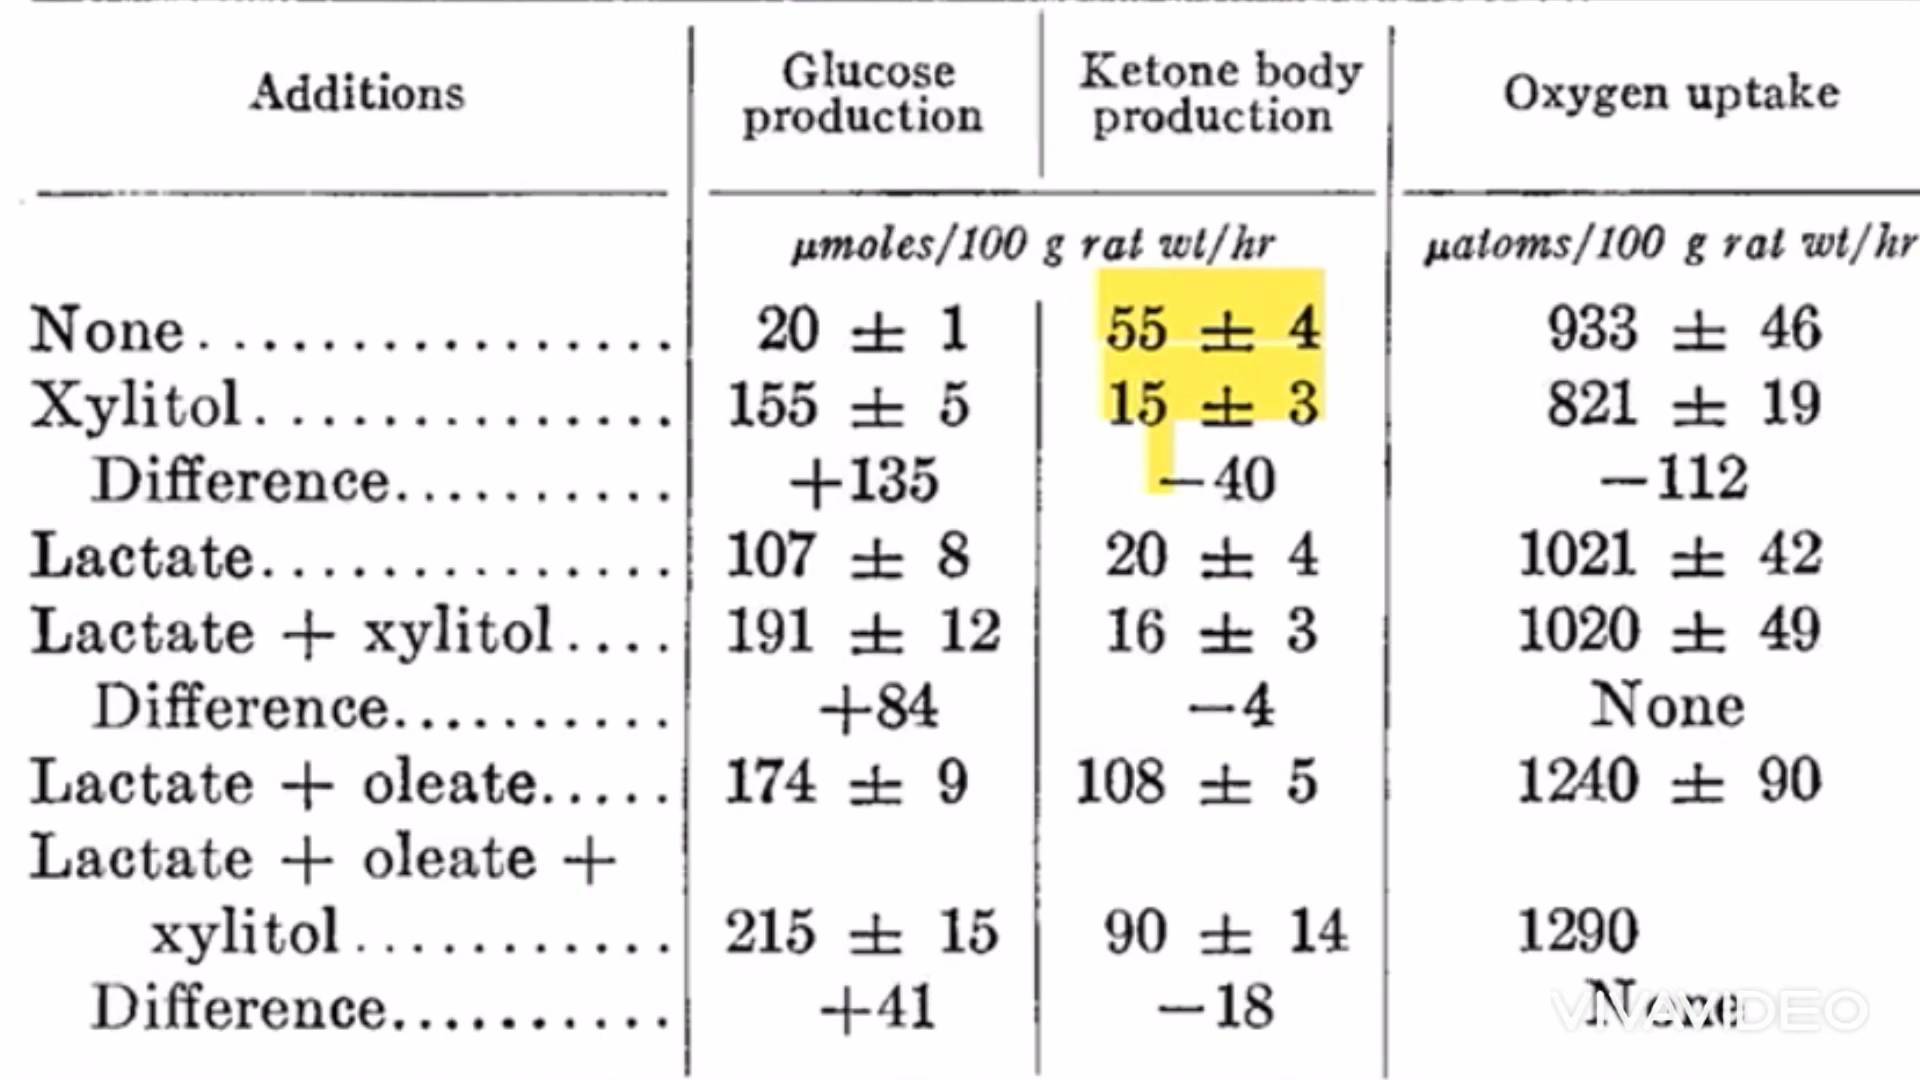 Additions Glucose production Ketone body production Oxygen uptake
μmoles/100 g rat wt/hr μatoms/100 g rat wt/hr
None................ 20 ± 1 55 ± 4 933 ± 46
Xylitol.............. 155 ± 5 15 ± 3 821 ± 19
Difference.......... +135 −40 −112
Lactate.............. 107 ± 8 20 ± 4 1021 ± 42
Lactate + xylitol.... 191 ± 12 16 ± 3 1020 ± 49
Difference.......... +84 −4 None
Lactate + oleate..... 174 ± 9 108 ± 5 1240 ± 90
Lactate + oleate +
xylitol........... 215 ± 15 90 ± 14 1290
Difference.......... +41 −18 None
VIVAVIDEO